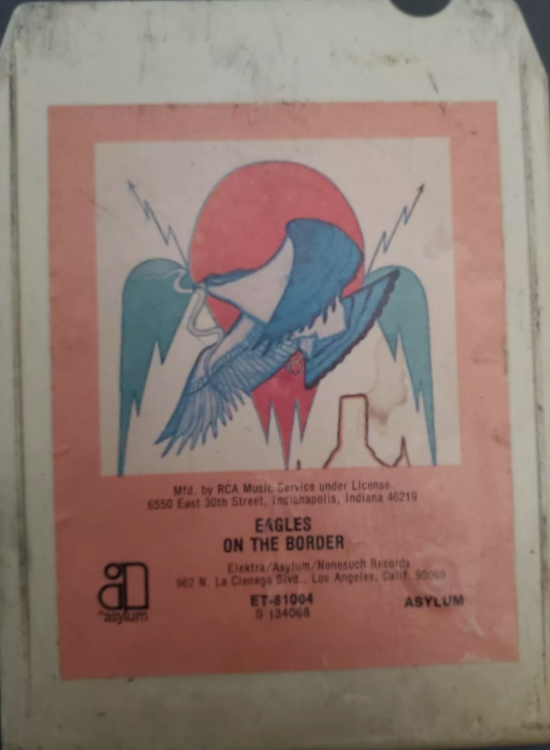 Mfd. by RCA Music Service under License
6550 East 30th Street, Indianapolis, Indiana 46219
EAGLES
ON THE BORDER
Elektra/Asylum/Nonesuch Records
962 N. La Cienega Blvd., Los Angeles, Calif. 90069
asylum
ET-81004
ASYLUM
S 134068